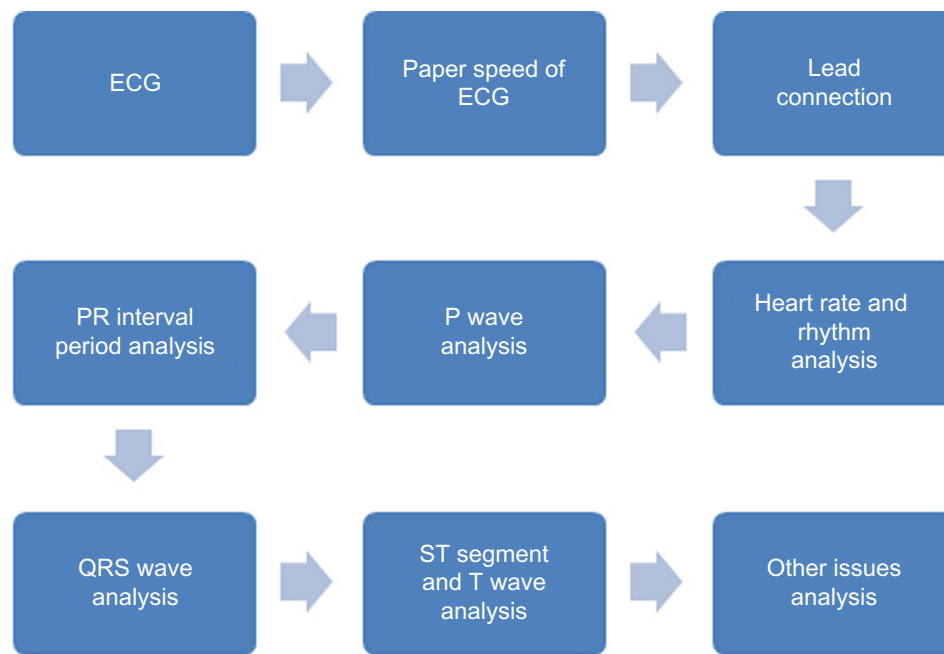 ECG
Paper speed of
ECG
Lead
connection
Heart rate and
rhythm
analysis
P wave
analysis
PR interval
period analysis
QRS wave
analysis
ST segment
and T wave
analysis
Other issues
analysis